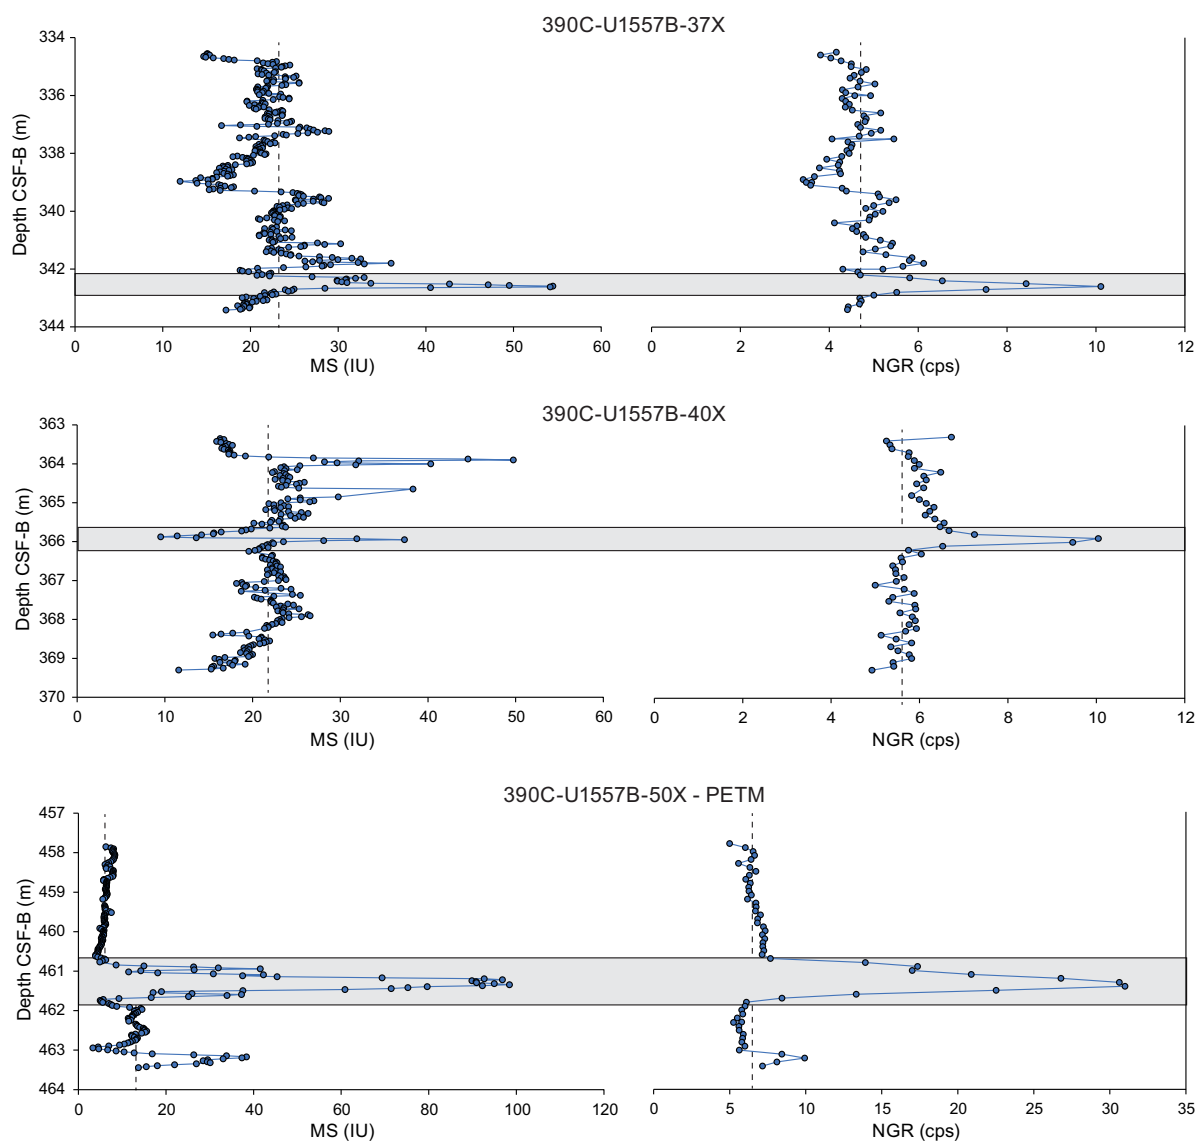 390C-U1557B-37X
334
336
338
340
342
344
Depth CSF-B (m)
0 10 20 30 40 50 60
MS (IU)
0 2 4 6 8 10 12
NGR (cps)
390C-U1557B-40X
363
364
365
366
367
368
369
370
Depth CSF-B (m)
0 10 20 30 40 50 60
MS (IU)
0 2 4 6 8 10 12
NGR (cps)
390C-U1557B-50X - PETM
457
458
459
460
461
462
463
464
Depth CSF-B (m)
0 20 40 60 80 100 120
MS (IU)
0 5 10 15 20 25 30 35
NGR (cps)